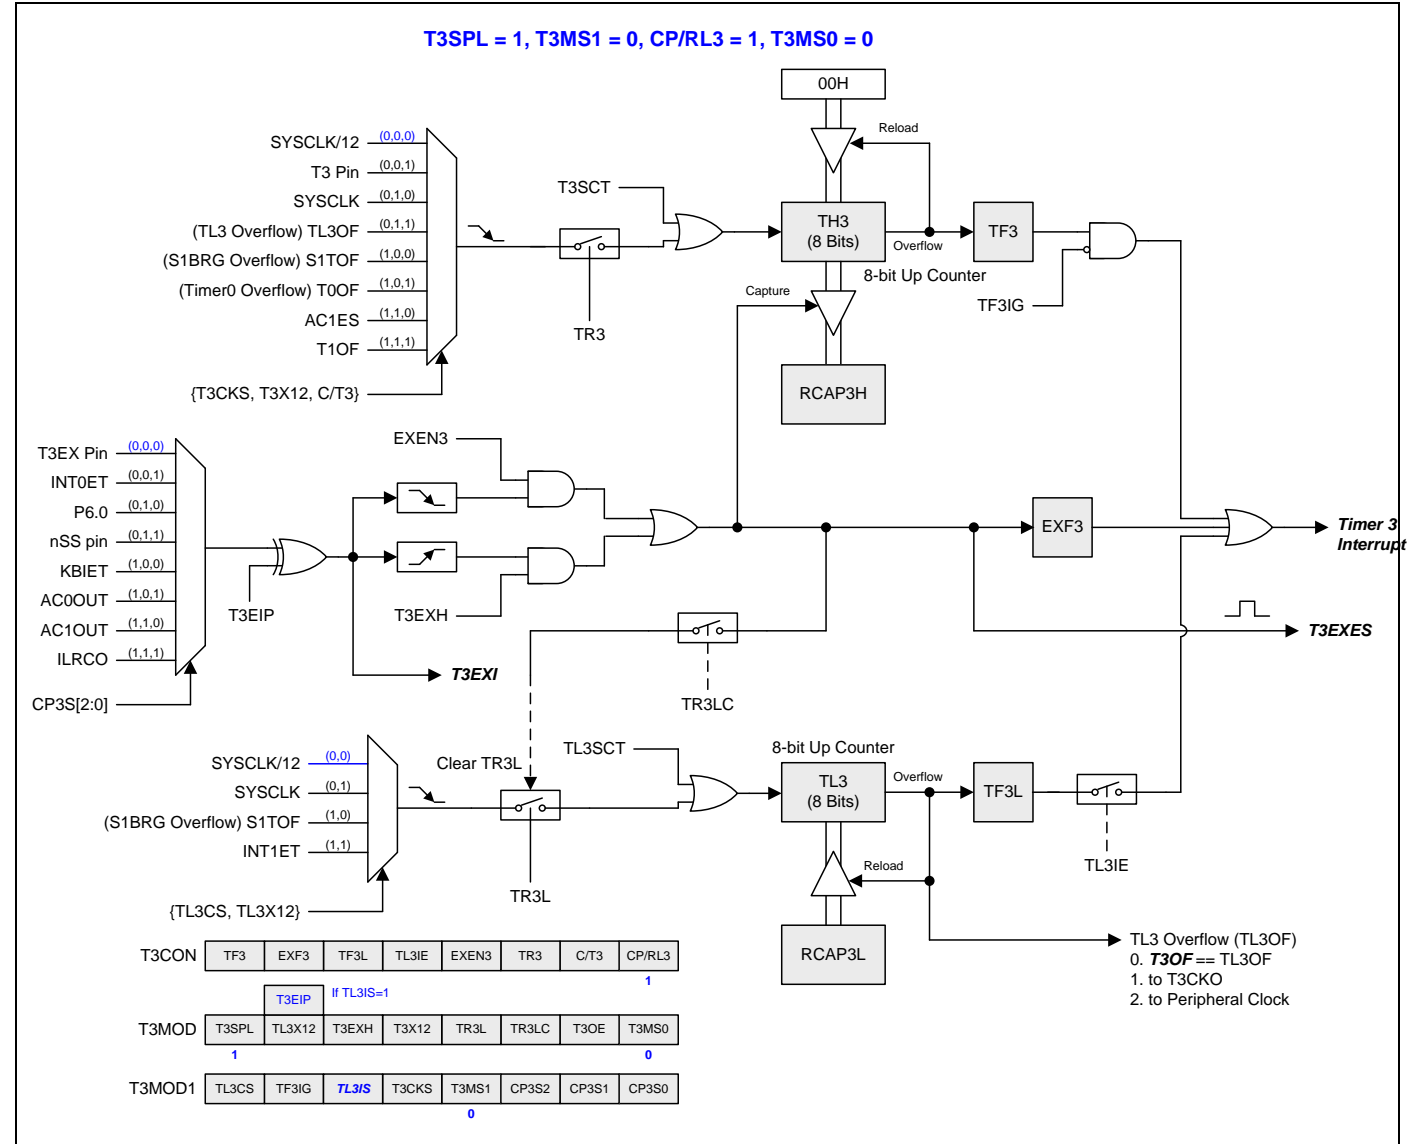 T3SPL = 1, T3MS1 = 0, CP/RL3 = 1, T3MS0 = 0
00H
Reload
SYSCLK/12 (0,0,0)
T3 Pin (0,0,1)
SYSCLK (0,1,0)
(TL3 Overflow) TL3OF (0,1,1)
(S1BRG Overflow) S1TOF (1,0,0)
(Timer0 Overflow) T0OF (1,0,1)
AC1ES (1,1,0)
T1OF (1,1,1)
{T3CKS, T3X12, C/T3}
T3SCT
TR3
TH3
(8 Bits)
Overflow
8-bit Up Counter
TF3
TF3IG
Capture
RCAP3H
T3EX Pin (0,0,0)
INT0ET (0,0,1)
P6.0 (0,1,0)
nSS pin (0,1,1)
KBIET (1,0,0)
AC0OUT (1,0,1)
AC1OUT (1,1,0)
ILRCO (1,1,1)
CP3S[2:0]
T3EIP
EXEN3
T3EXH
T3EXI
EXF3
Timer 3
Interrupt
T3EXES
TR3LC
SYSCLK/12 (0,0)
SYSCLK (0,1)
(S1BRG Overflow) S1TOF (1,0)
INT1ET (1,1)
{TL3CS, TL3X12}
Clear TR3L
TR3L
TL3SCT
8-bit Up Counter
TL3
(8 Bits)
Overflow
TF3L
TL3IE
Reload
RCAP3L
TL3 Overflow (TL3OF)
0. T3OF == TL3OF
1. to T3CKO
2. to Peripheral Clock
T3CON TF3 EXF3 TF3L TL3IE EXEN3 TR3 C/T3 CP/RL3
1
T3EIP If TL3IS=1
T3MOD T3SPL TL3X12 T3EXH T3X12 TR3L TR3LC T3OE T3MS0
1 0
T3MOD1 TL3CS TF3IG TL3IS T3CKS T3MS1 CP3S2 CP3S1 CP3S0
0